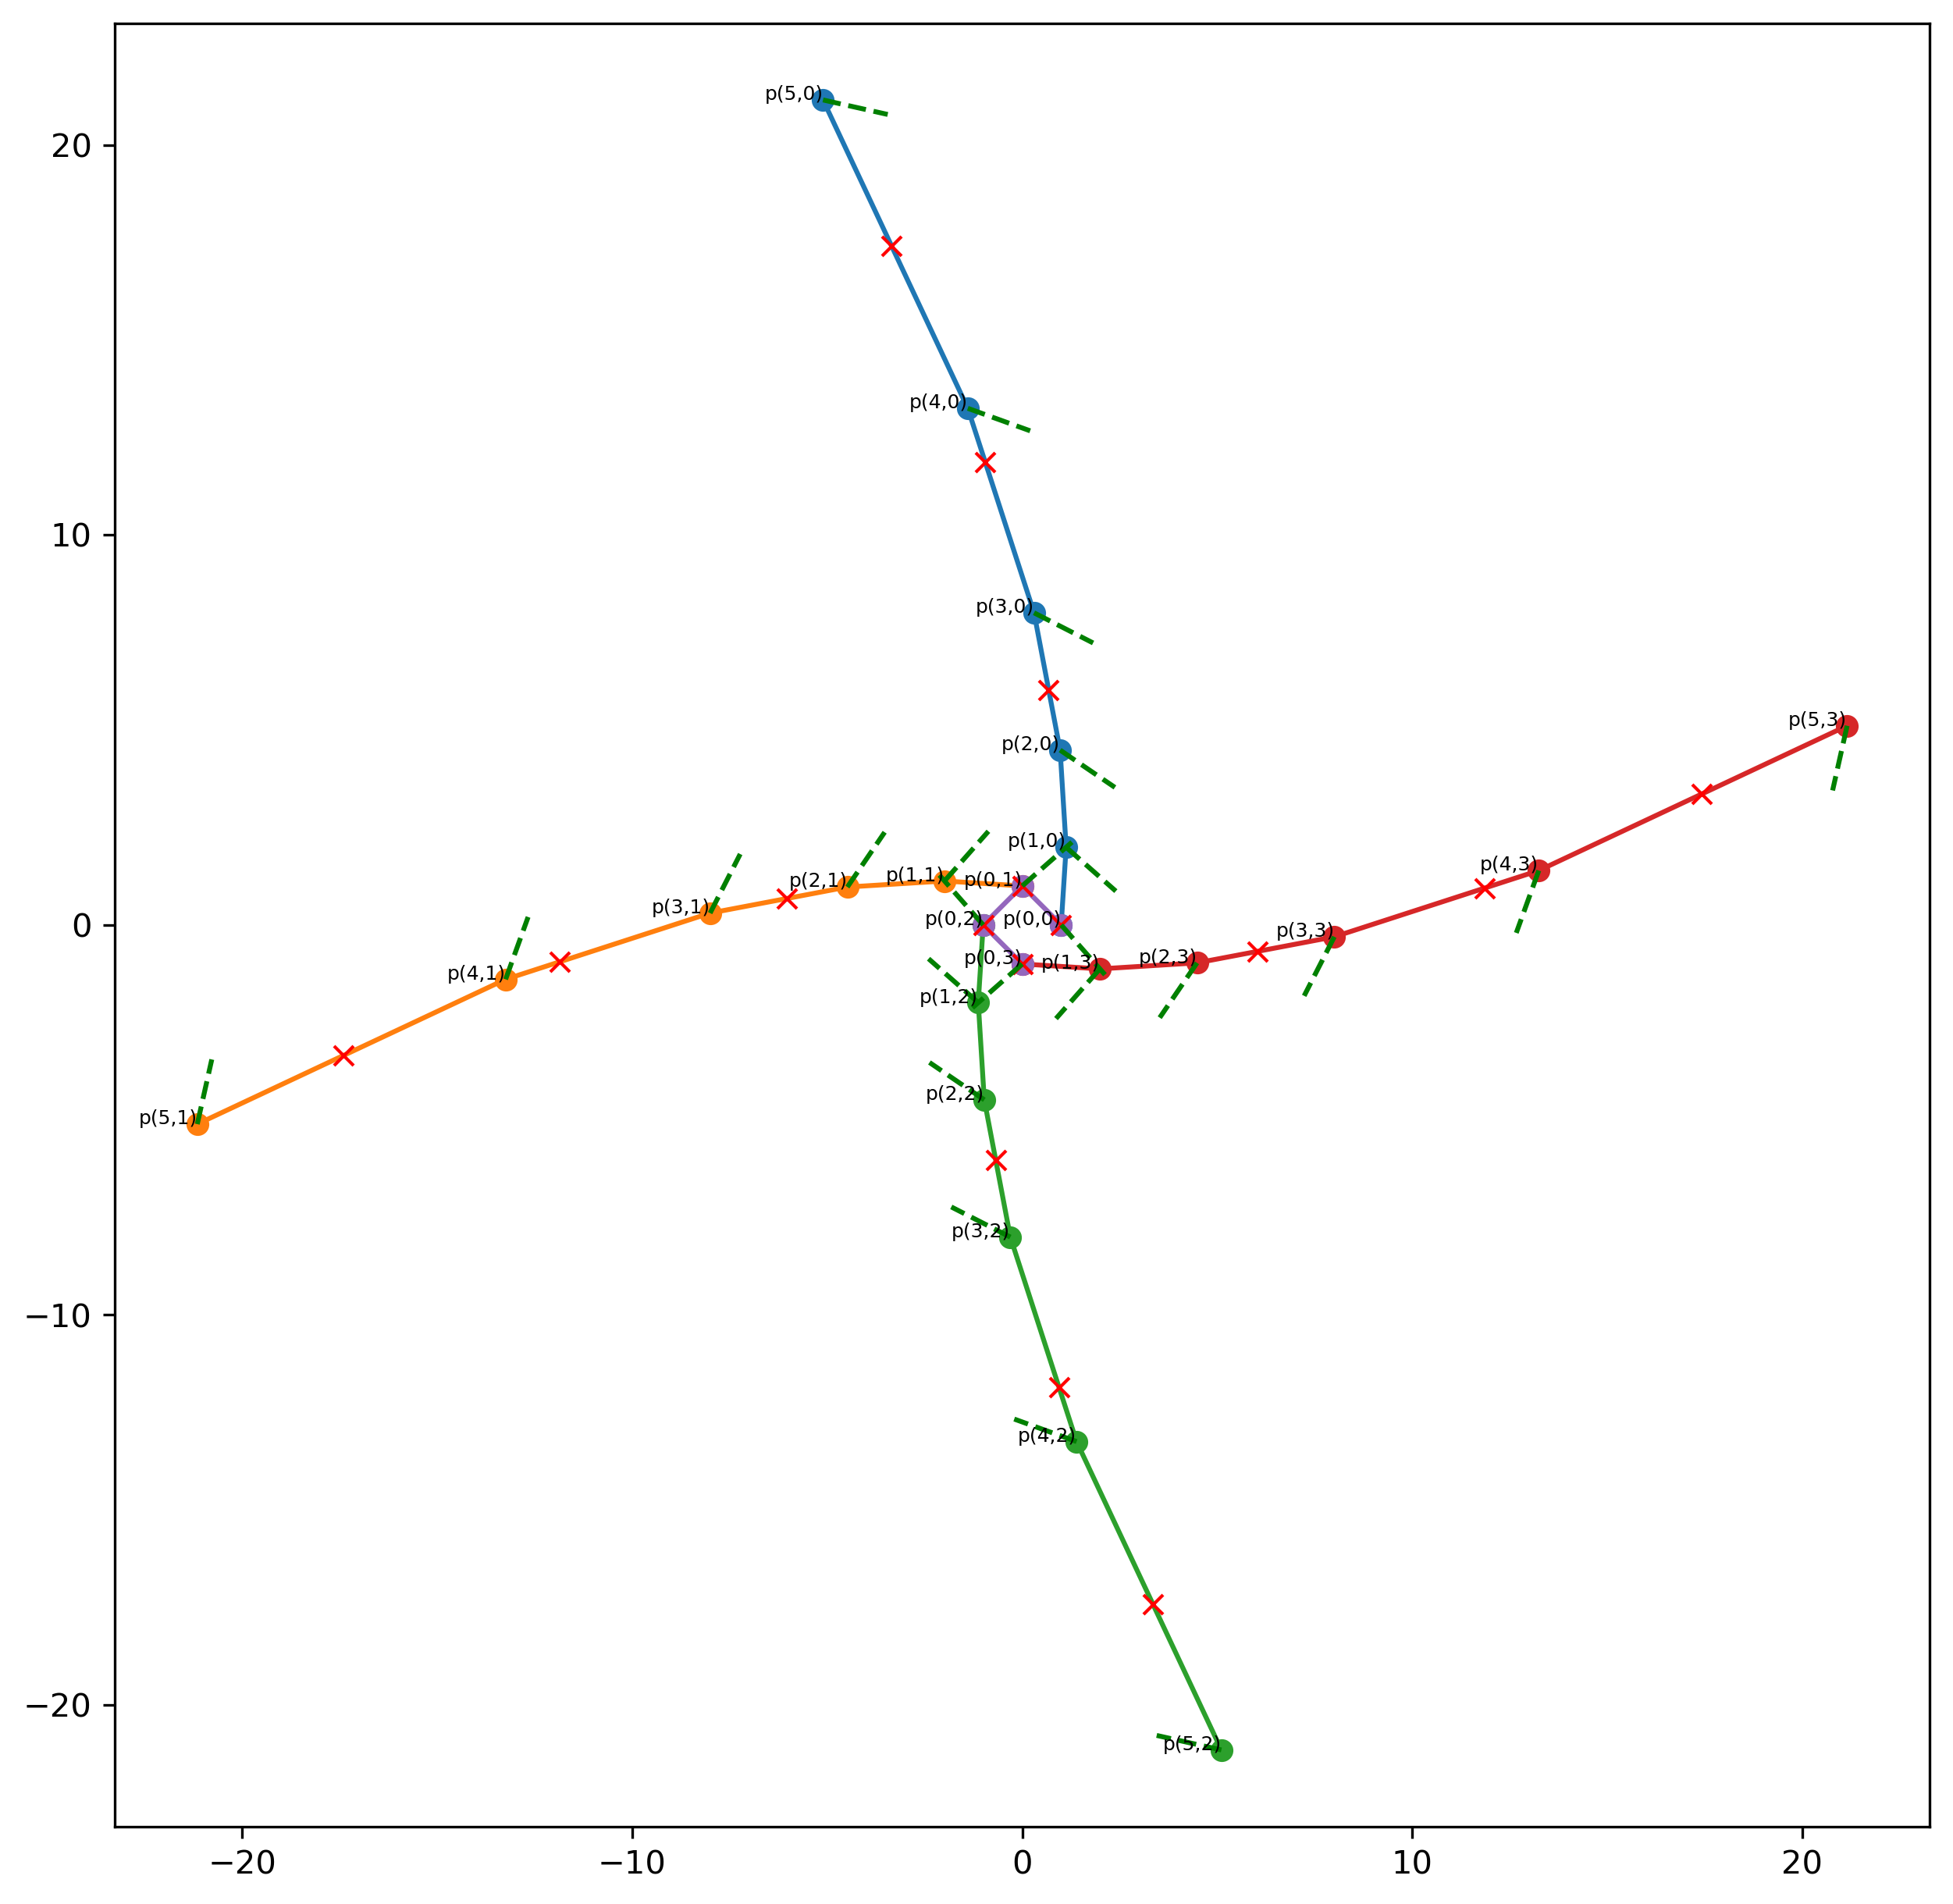 p(5,0)
20
p(4,0)
10
p(3,0)
p(2,0)
p(5,3)
p(1,0)
p(4,3)
p(2,1)
p(1,1)
p(0,1)
p(3,1)
0
p(0,2)
p(0,0)
p(3,3)
p(0,3)
p(1,3)
p(2,3)
p(4,1)
p(1,2)
p(2,2)
p(5,1)
p(3,2)
−10
p(4,2)
−20
p(5,2)
−20
−10
0
10
20